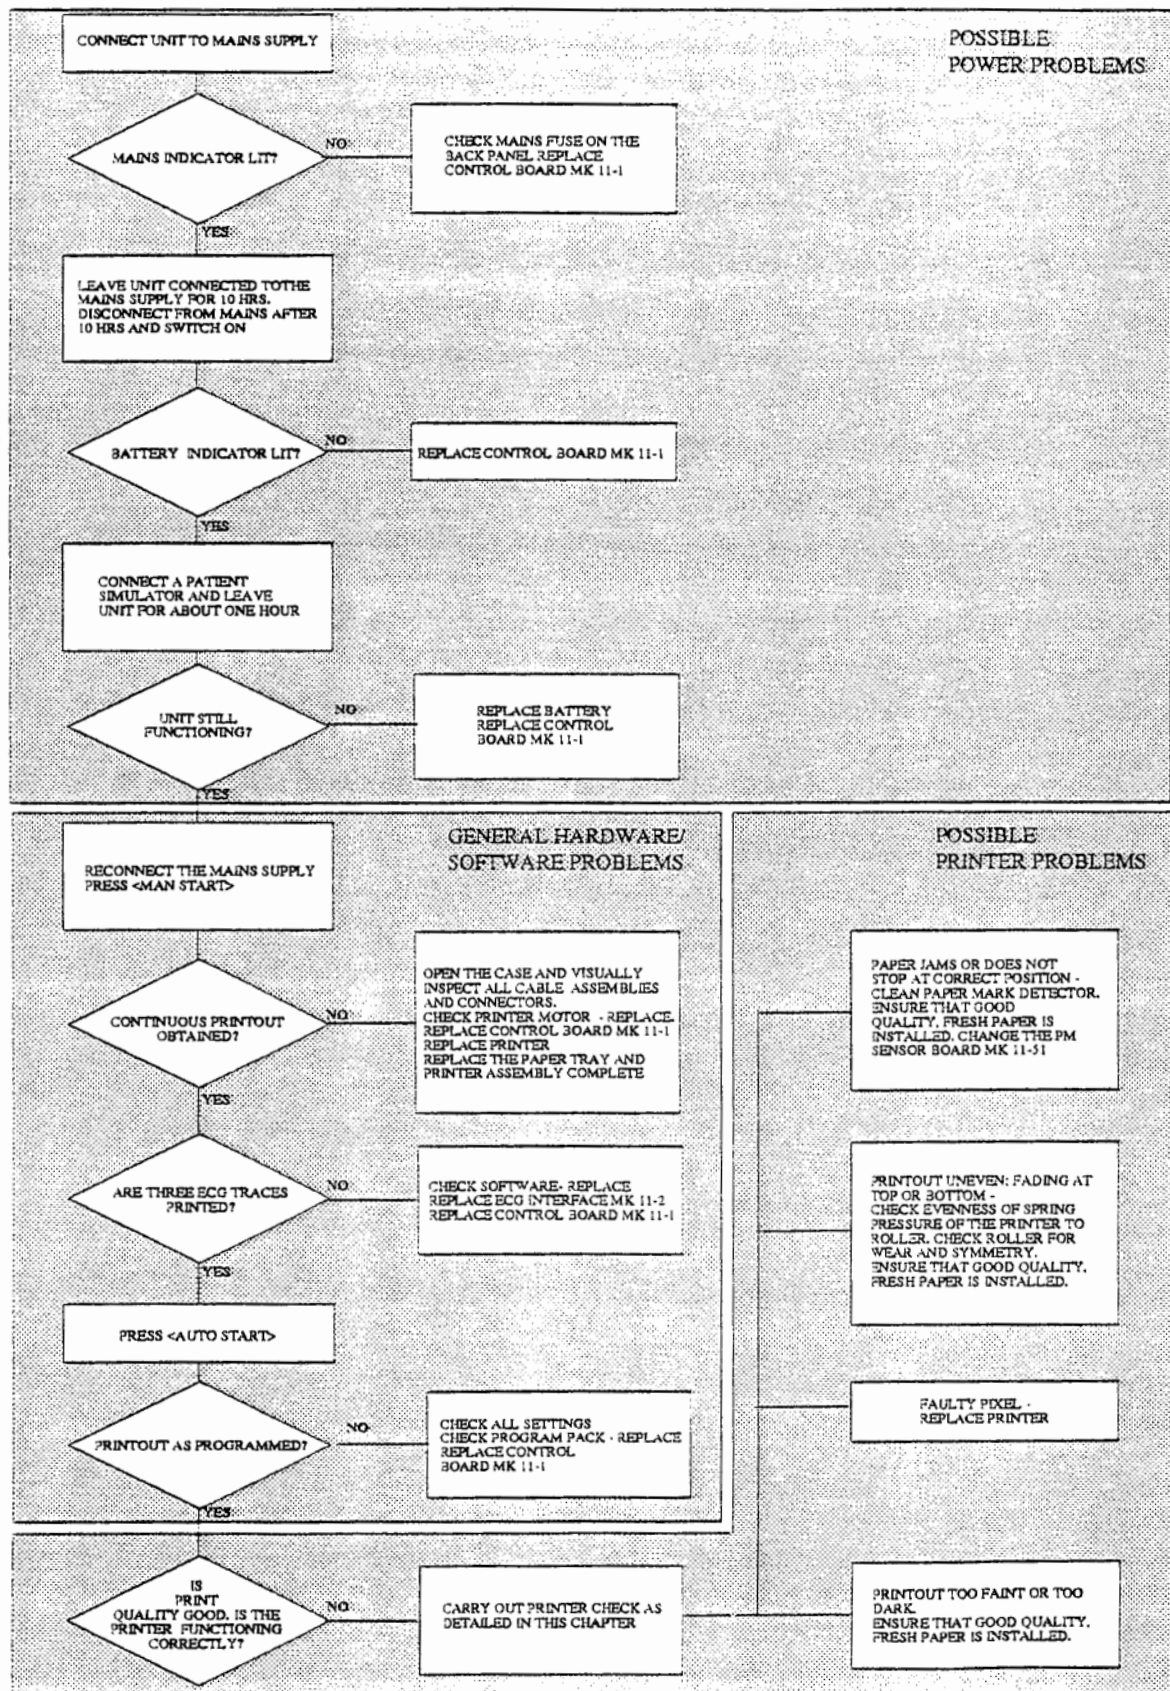 CONNECT UNIT TO MAINS SUPPLY
POSSIBLE
POWER PROBLEMS
MAINS INDICATOR LIT?
NO
CHECK MAINS FUSE ON THE
BACK PANEL REPLACE
CONTROL BOARD MK 11-1
YES
LEAVE UNIT CONNECTED TOTHE
MAINS SUPPLY FOR 10 HRS.
DISCONNECT FROM MAINS AFTER
10 HRS AND SWITCH ON
BATTERY INDICATOR LIT?
NO
REPLACE CONTROL BOARD MK 11-1
YES
CONNECT A PATIENT
SIMULATOR AND LEAVE
UNIT FOR ABOUT ONE HOUR
UNIT STILL
FUNCTIONING?
NO
REPLACE BATTERY
REPLACE CONTROL
BOARD MK 11-1
YES
GENERAL HARDWARE/
SOFTWARE PROBLEMS
RECONNECT THE MAINS SUPPLY
PRESS <MAN START>
CONTINUOUS PRINTOUT
OBTAINED?
NO
OPEN THE CASE AND VISUALLY
INSPECT ALL CABLE ASSEMBLIES
AND CONNECTORS.
CHECK PRINTER MOTOR - REPLACE.
REPLACE CONTROL BOARD MK 11-1
REPLACE PRINTER
REPLACE THE PAPER TRAY AND
PRINTER ASSEMBLY COMPLETE
YES
ARE THREE ECG TRACES
PRINTED?
NO
CHECK SOFTWARE- REPLACE
REPLACE ECG INTERFACE MK 11-2
REPLACE CONTROL BOARD MK 11-1
YES
PRESS <AUTO START>
PRINTOUT AS PROGRAMMED?
NO
CHECK ALL SETTINGS
CHECK PROGRAM PACK - REPLACE
REPLACE CONTROL
BOARD MK 11-1
YES
IS
PRINT
QUALITY GOOD. IS THE
PRINTER FUNCTIONING
CORRECTLY?
NO
CARRY OUT PRINTER CHECK AS
DETAILED IN THIS CHAPTER
POSSIBLE
PRINTER PROBLEMS
PAPER JAMS OR DOES NOT
STOP AT CORRECT POSITION -
CLEAN PAPER MARK DETECTOR.
ENSURE THAT GOOD
QUALITY, FRESH PAPER IS
INSTALLED. CHANGE THE PM
SENSOR BOARD MK 11-51
PRINTOUT UNEVEN: FADING AT
TOP OR BOTTOM -
CHECK EVENNESS OF SPRING
PRESSURE OF THE PRINTER TO
ROLLER. CHECK ROLLER FOR
WEAR AND SYMMETRY.
ENSURE THAT GOOD QUALITY,
FRESH PAPER IS INSTALLED.
FAULTY PIXEL -
REPLACE PRINTER
PRINTOUT TOO FAINT OR TOO
DARK.
ENSURE THAT GOOD QUALITY,
FRESH PAPER IS INSTALLED.